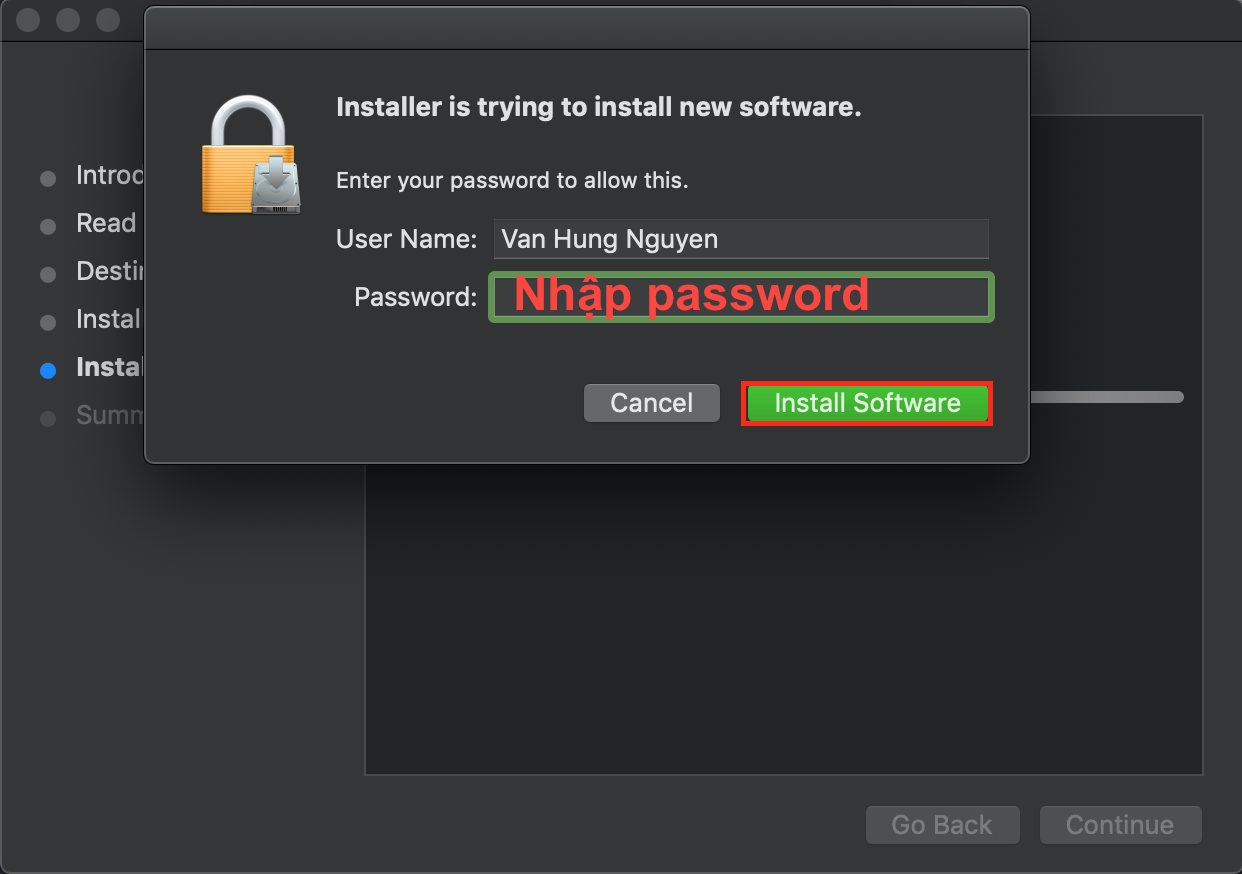 Installer is trying to install new software.
Enter your password to allow this.
User Name: Van Hung Nguyen
Password: Nhập password
Cancel Install Software
Introd
Read
Destin
Instal
Instal
Summ
Go Back Continue